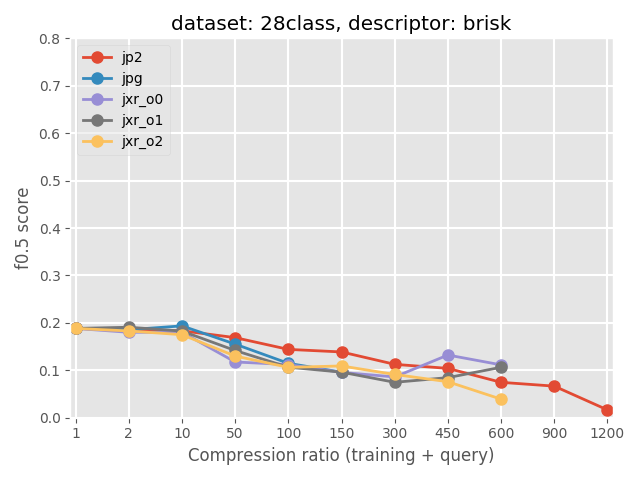 dataset: 28class, descriptor: brisk
jp2
jpg
jxr_o0
jxr_o1
jxr_o2
f0.5 score
0.8
0.7
0.6
0.5
0.4
0.3
0.2
0.1
0.0
1 2 10 50 100 150 300 450 600 900 1200
Compression ratio (training + query)